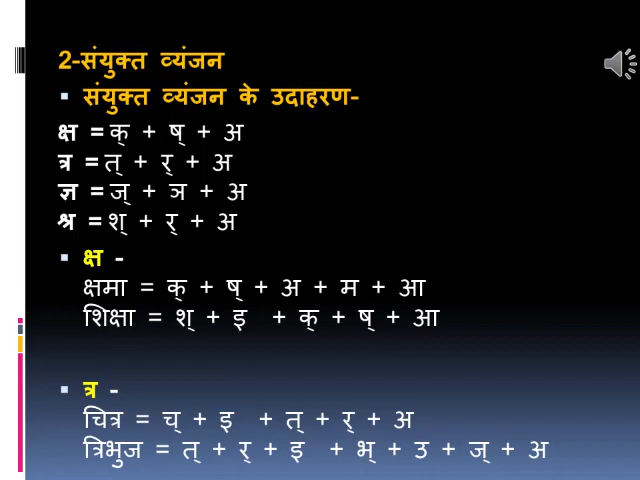 2-संयुक्त व्यंजन
▪ संयुक्त व्यंजन के उदाहरण-
क्ष = क् + ष् + अ
त्र = त् + र् + अ
ज्ञ = ज् + ञ + अ
श्र = श् + र् + अ
▪ क्ष -
क्षमा = क् + ष् + अ + म + आ
शिक्षा = श् + इ + क् + ष् + आ
▪ त्र -
चित्र = च् + इ + त् + र् + अ
त्रिभुज = त् + र् + इ + भ् + उ + ज् + अ